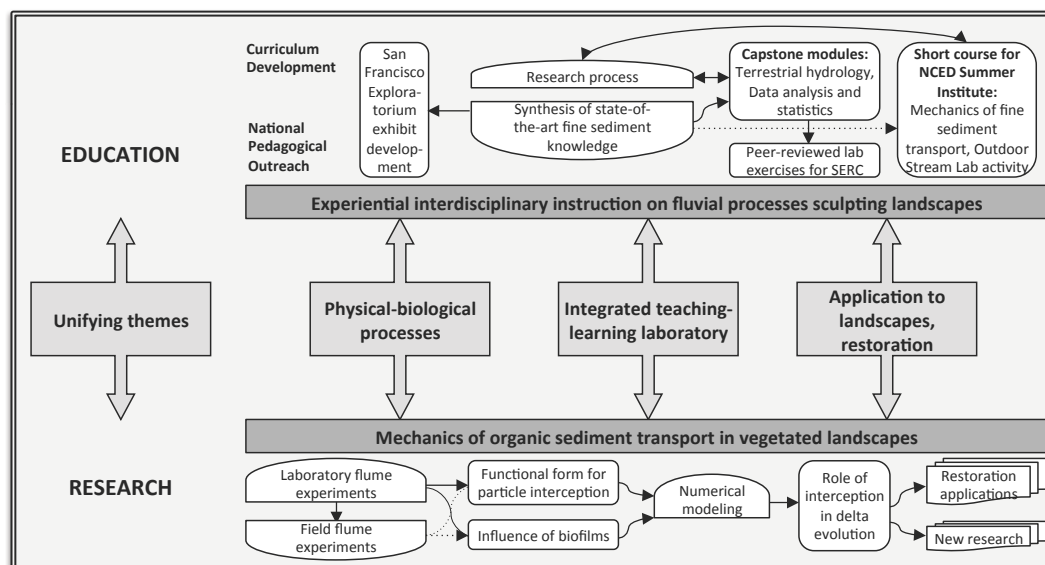 Curriculum
Development
National
Pedagogical
Outreach
EDUCATION
San
Francisco
Explora-
torium
exhibit
develop-
ment
Research process
Synthesis of state-of-
the-art fine sediment
knowledge
Capstone modules:
Terrestrial hydrology,
Data analysis and
statistics
Peer-reviewed lab
exercises for SERC
Short course for
NCED Summer
Institute:
Mechanics of fine
sediment
transport, Outdoor
Stream Lab activity
Experiential interdisciplinary instruction on fluvial processes sculpting landscapes
Unifying themes
Physical-biological
processes
Integrated teaching-
learning laboratory
Application to
landscapes,
restoration
Mechanics of organic sediment transport in vegetated landscapes
RESEARCH
Laboratory flume
experiments
Field flume
experiments
Functional form for
particle interception
Influence of biofilms
Numerical
modeling
Role of
interception
in delta
evolution
Restoration
applications
New research